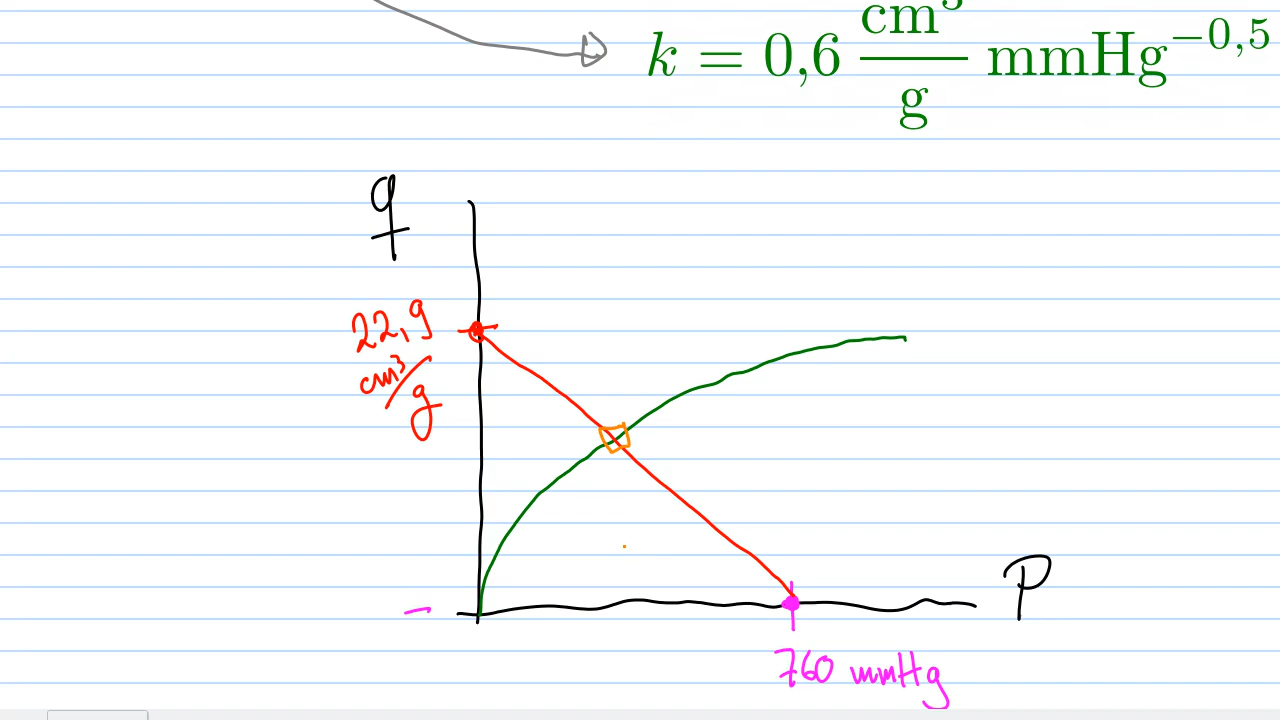 k = 0,6 cm³/g mmHg⁻⁰,⁵
q
22,9
cm³/g
P
760 mmHg